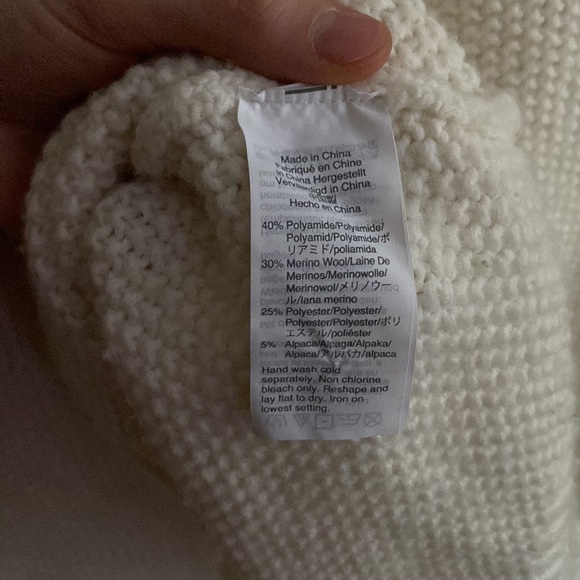 Made in China
Fabriqué en Chine
in China Hergestellt
Vervaardigd in China
Hecho en China
40% Polyamide/Polyamide/
Polyamid/Polyamide/ポ
リアミド/poliamida
30% Merino Wool/Laine De
Merinos/Merinowolle/
Merinowol/メリノウー
ル/lana merino
25% Polyester/Polyester/
Polyester/Polyester/ポリ
エステル/poliéster
5% Alpaca/Alpaga/Alpaka/
Alpaca/アルパカ/alpaca
Hand wash cold
separately. Non chlorine
bleach only. Reshape and
lay flat to dry. Iron on
lowest setting.